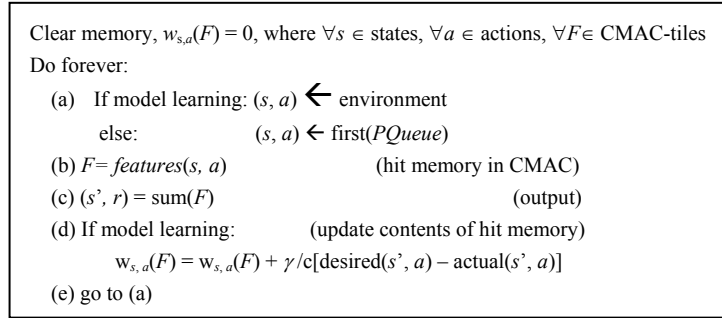 Clear memory, w_{s,a}(F) = 0, where ∀s ∈ states, ∀a ∈ actions, ∀F∈ CMAC-tiles
Do forever:
(a) If model learning: (s, a) ← environment
else: (s, a) ← first(PQueue)
(b) F= features(s, a) (hit memory in CMAC)
(c) (s’, r) = sum(F) (output)
(d) If model learning: (update contents of hit memory)
w_{s, a}(F) = w_{s, a}(F) + γ/c[desired(s’, a) – actual(s’, a)]
(e) go to (a)